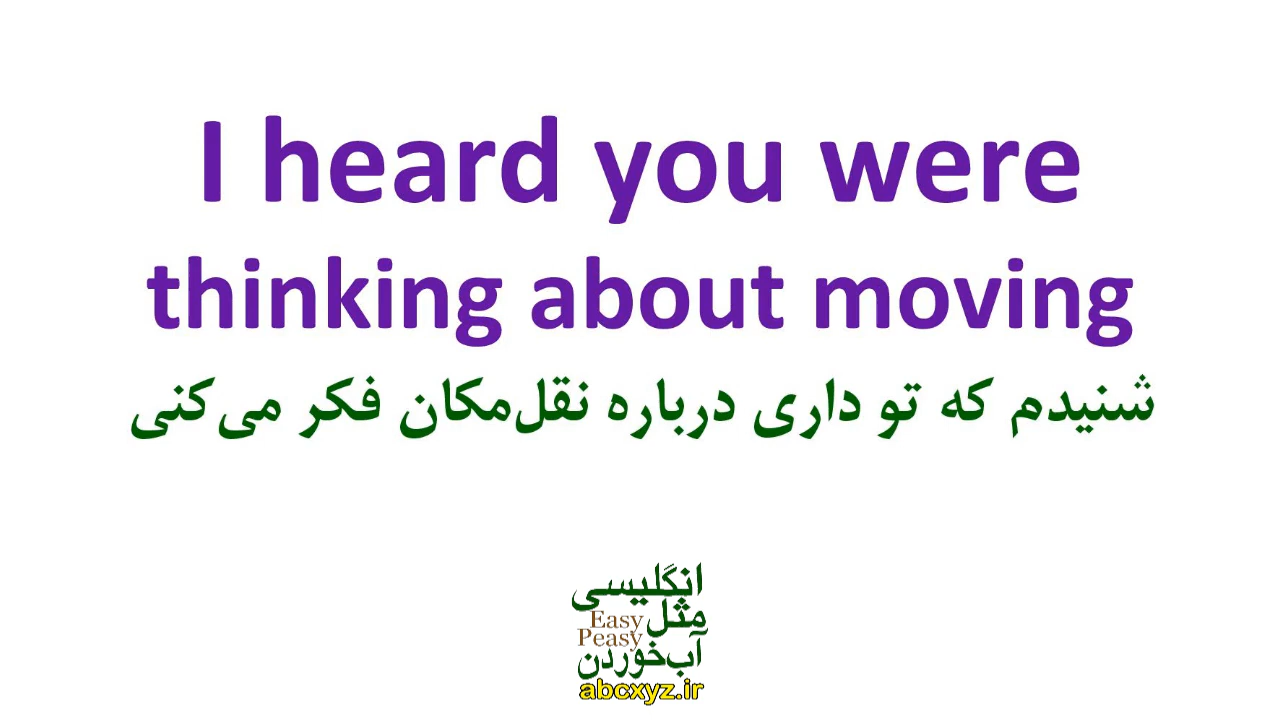 I heard you were
thinking about moving
شنیدم که تو داری درباره نقل‌مکان فکر می‌کنی
انگلیسی
مثل
Easy
Peasy
آب‌خوردن
abcxyz.ir